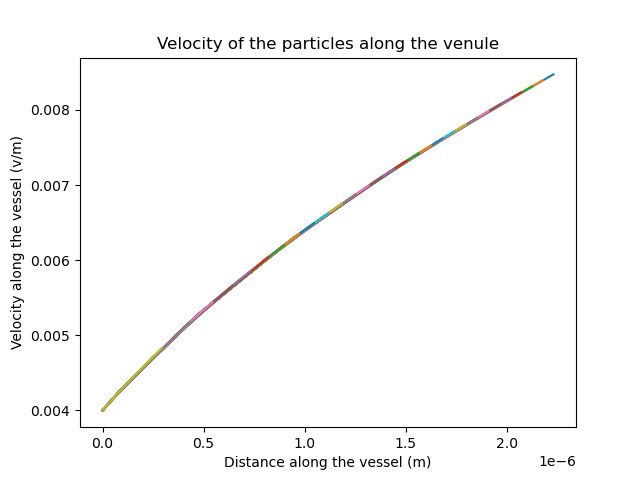 Velocity of the particles along the venule
Velocity along the vessel (v/m)
0.008
0.007
0.006
0.005
0.004
0.0 0.5 1.0 1.5 2.0
1e−6
Distance along the vessel (m)